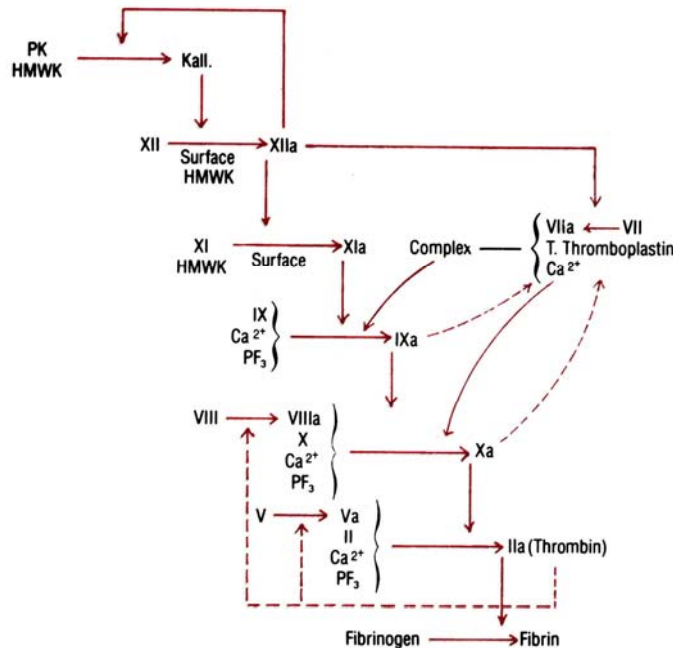 PK
HMWK
Kall.
XII
Surface
HMWK
XIIa
VIIa
VII
XI
HMWK
Surface
XIa
Complex
T. Thromboplastin
Ca 2+
IX
Ca 2+
PF3
IXa
VIII
VIIIa
X
Ca 2+
PF3
Xa
V
Va
II
Ca 2+
PF3
IIa (Thrombin)
Fibrinogen
Fibrin